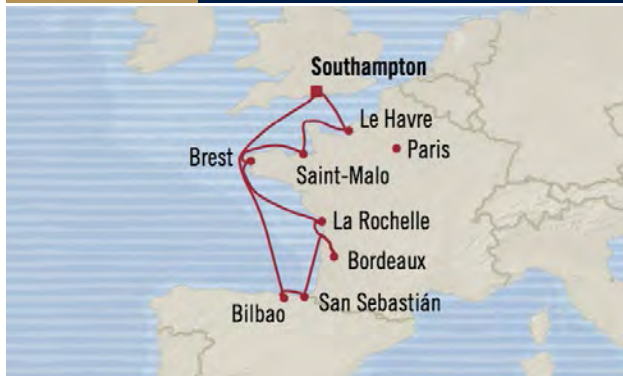 Southampton
Le Havre
Paris
Brest
Saint-Malo
La Rochelle
Bordeaux
San Sebastián
Bilbao